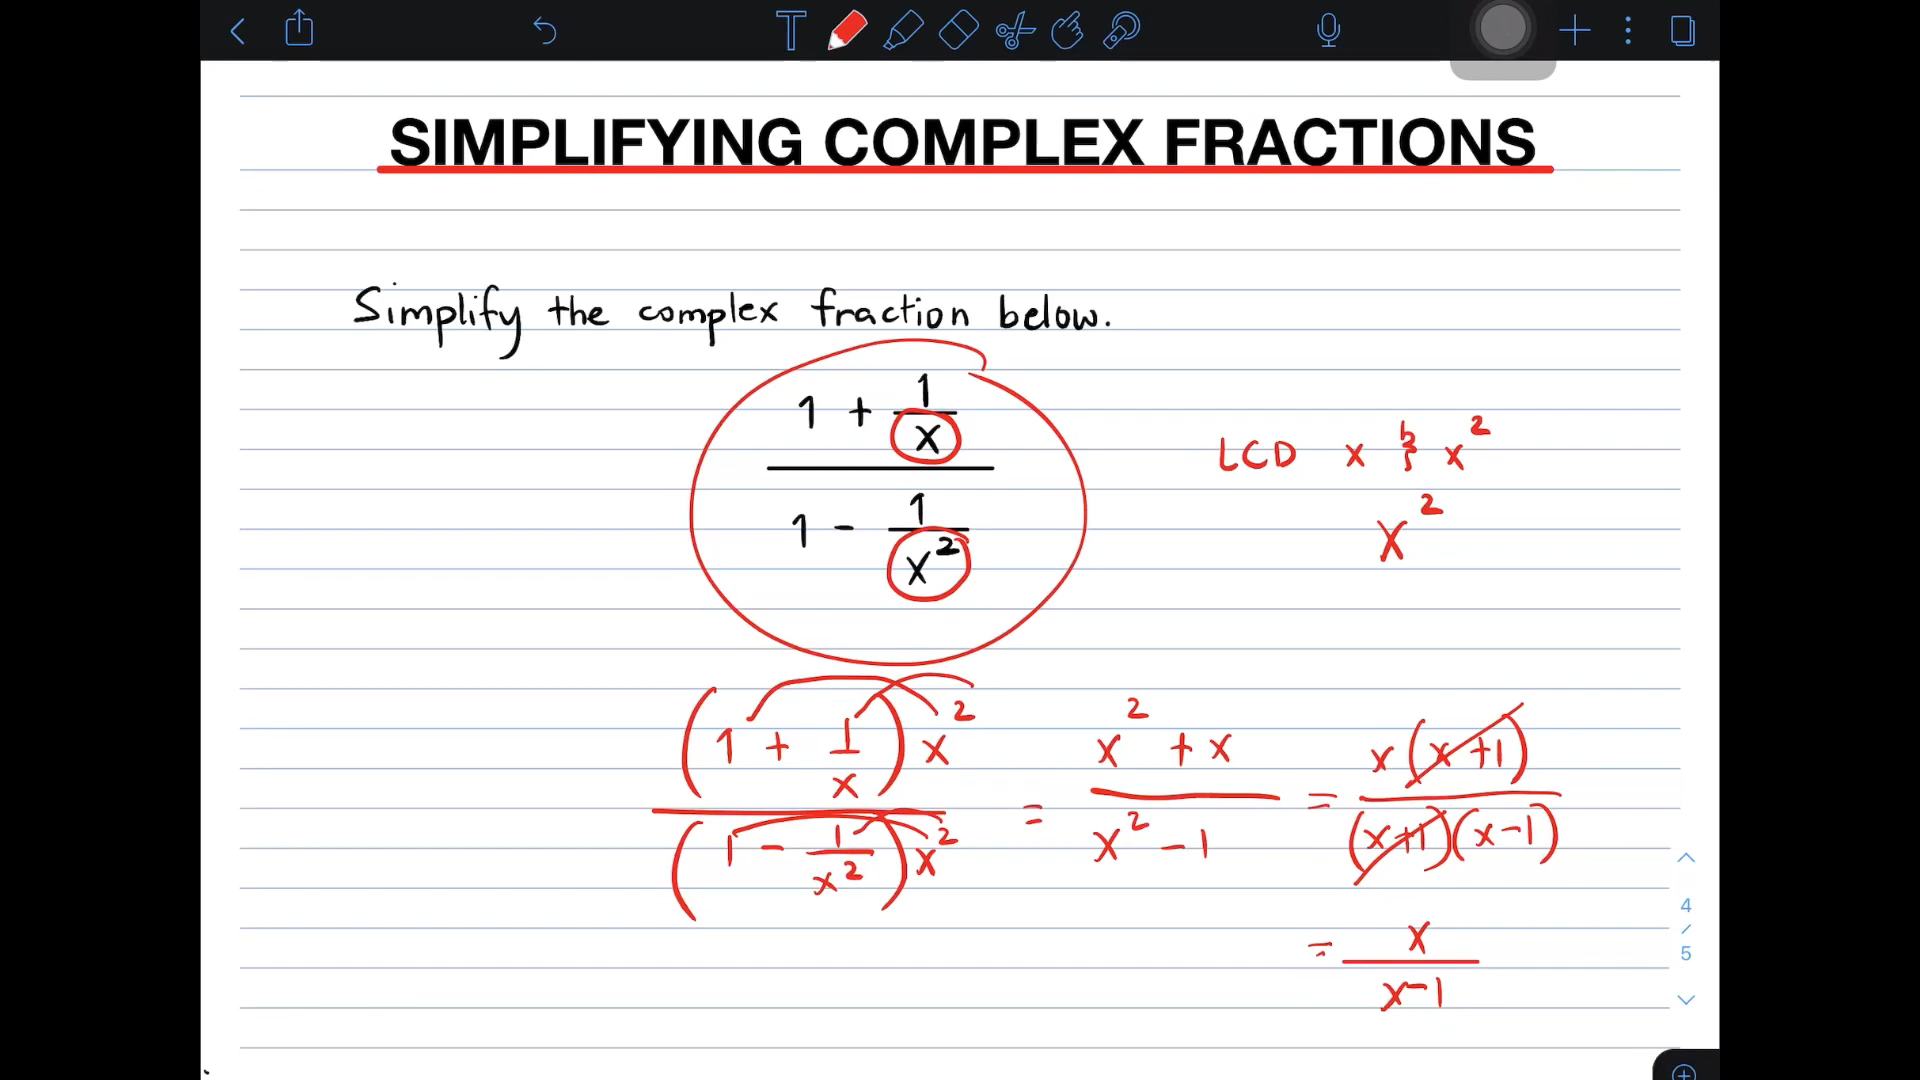 SIMPLIFYING COMPLEX FRACTIONS
Simplify the complex fraction below.
1 + 1/x
1 - 1/x²
LCD x & x²
x²
(1 + 1/x) x² / (1 - 1/x²) x² = x² + x / x² - 1 = x(x+1) / (x+1)(x-1)
= x / x-1
4
/
5